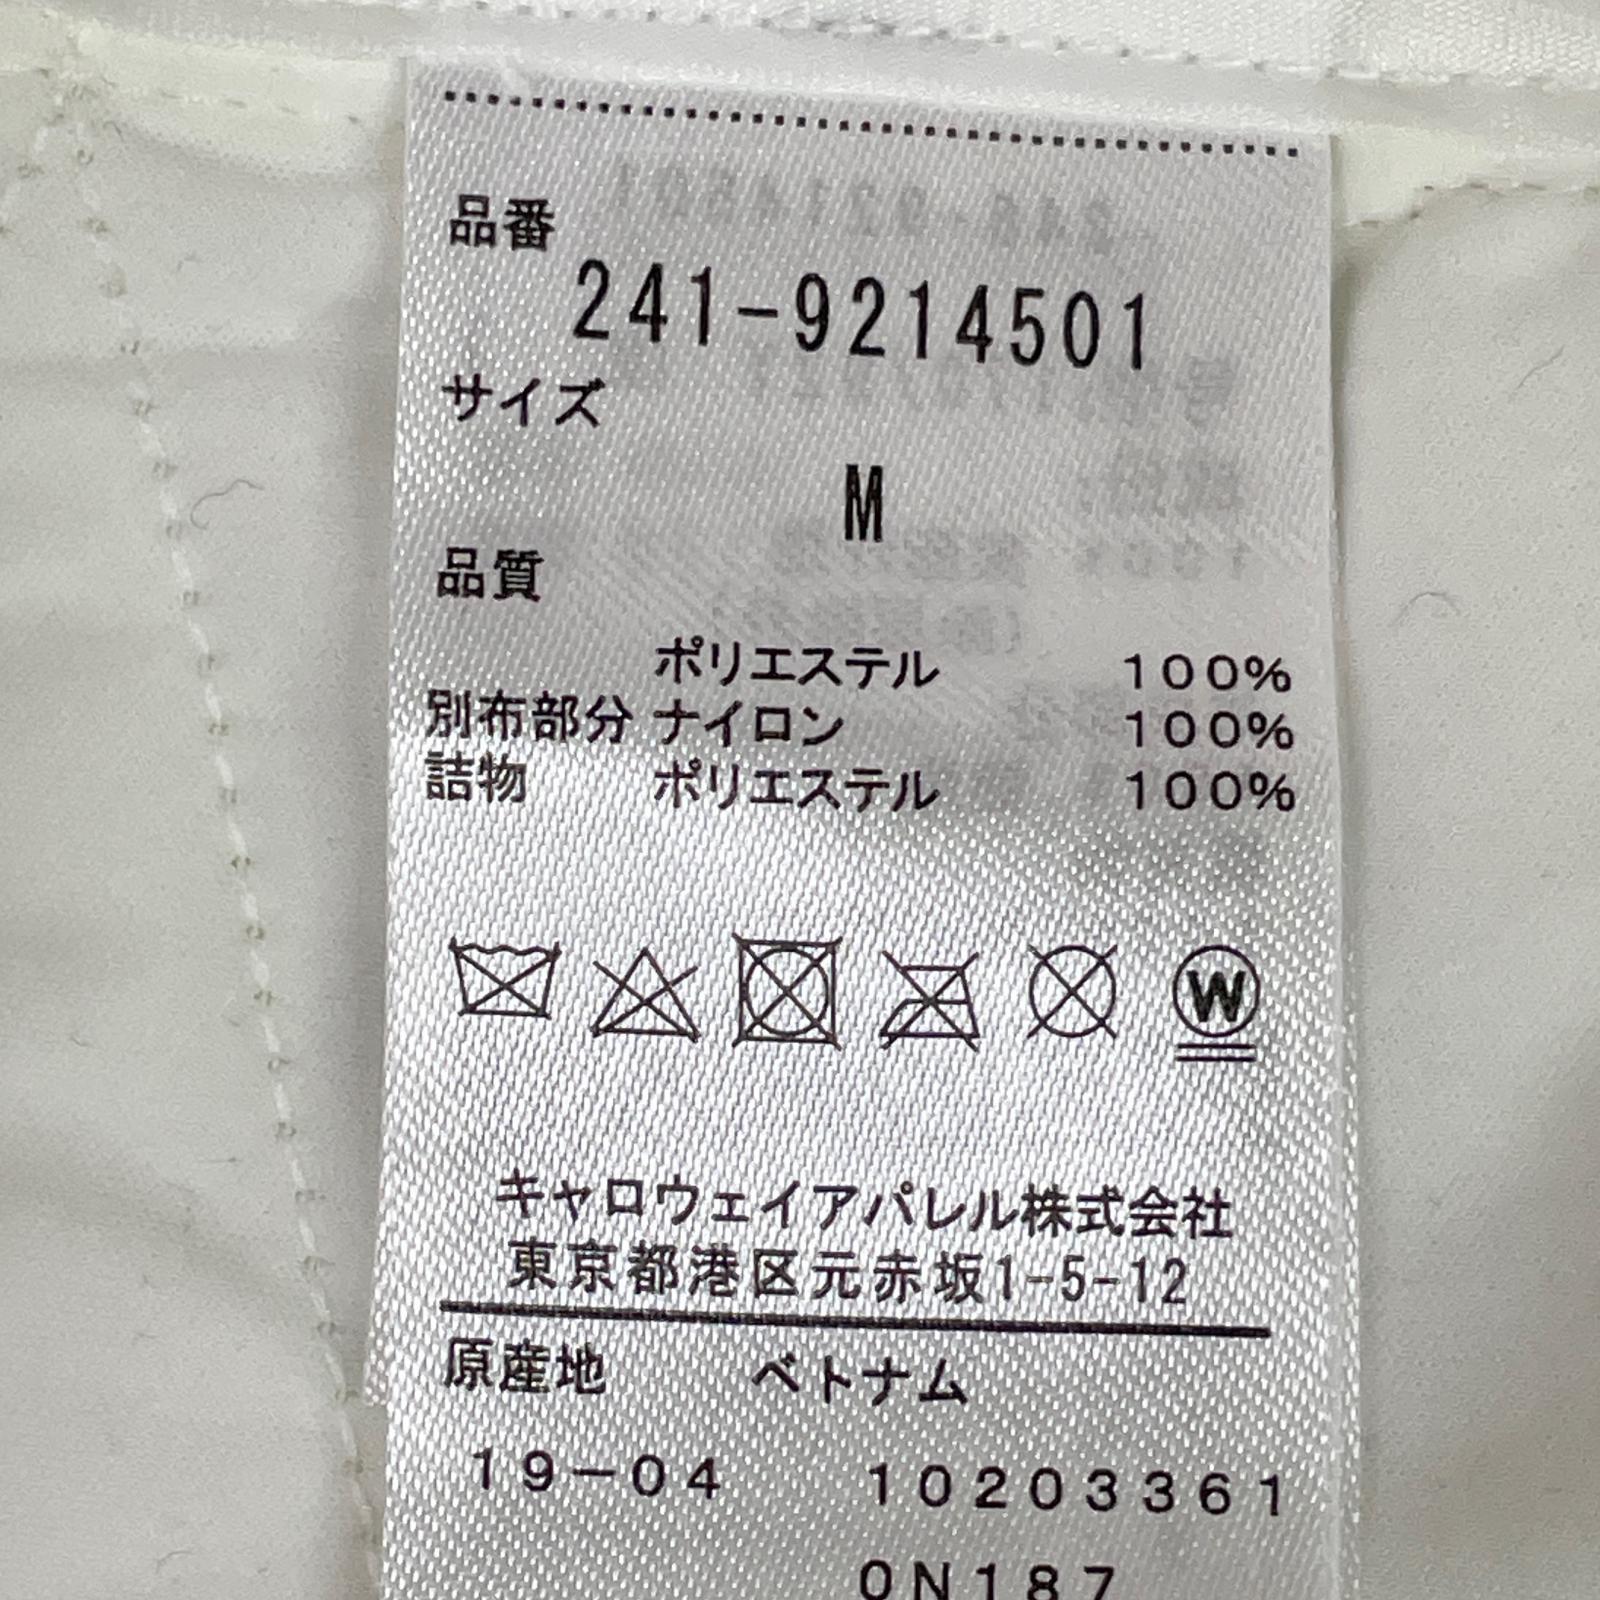 品番
241-9214501
サイズ
M
品質
ポリエステル 100%
別布部分 ナイロン 100%
詰物 ポリエステル 100%
W
キャロウェイアパレル株式会社
東京都港区元赤坂1-5-12
原産地 ベトナム
19-04 10203361
0N187